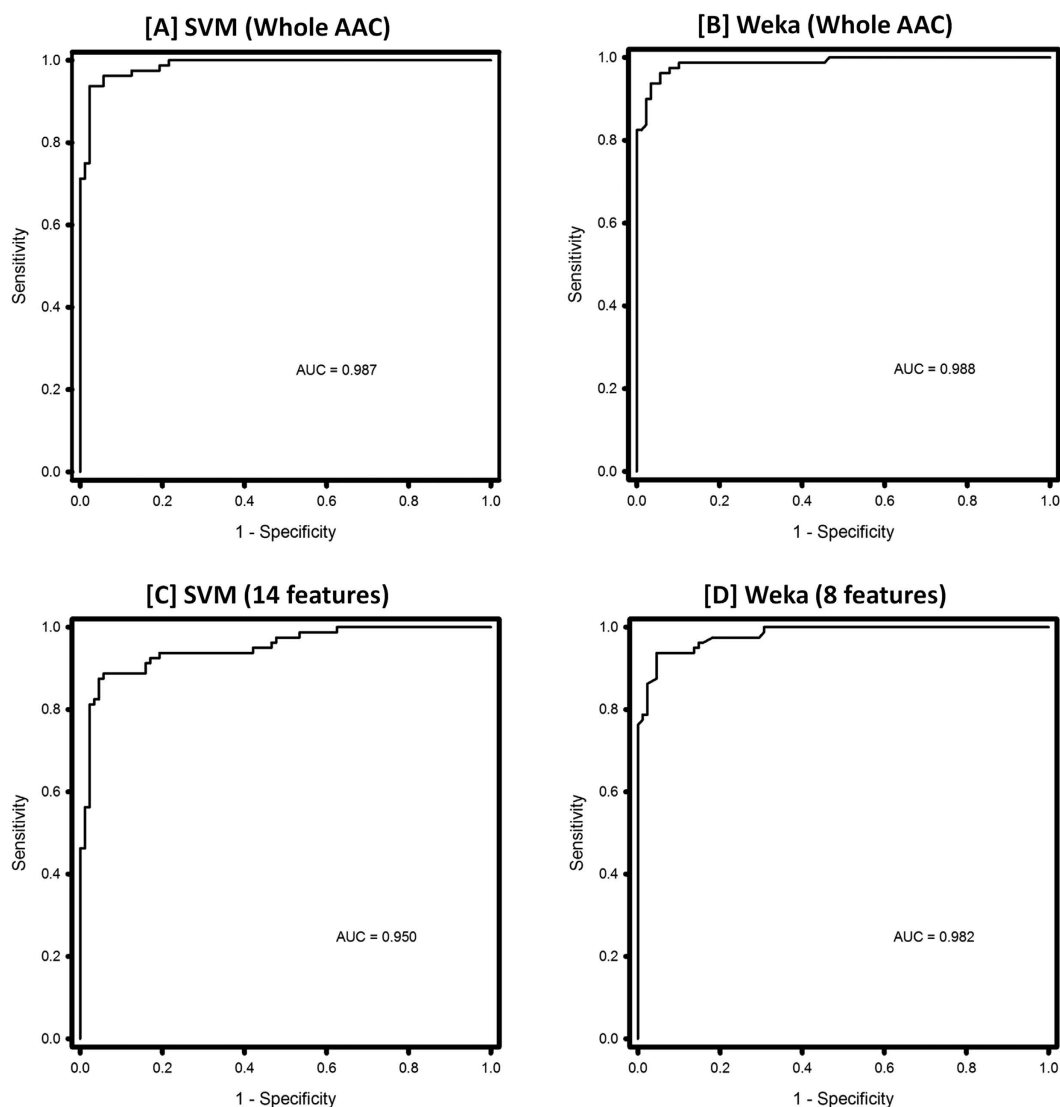 [A] SVM (Whole AAC)
1.0
0.8
0.6
0.4
0.2
0.0
Sensitivity
AUC = 0.987
0.0 0.2 0.4 0.6 0.8 1.0
1 - Specificity
[B] Weka (Whole AAC)
1.0
0.8
0.6
0.4
0.2
0.0
Sensitivity
AUC = 0.988
0.0 0.2 0.4 0.6 0.8 1.0
1 - Specificity
[C] SVM (14 features)
1.0
0.8
0.6
0.4
0.2
0.0
Sensitivity
AUC = 0.950
0.0 0.2 0.4 0.6 0.8 1.0
1 - Specificity
[D] Weka (8 features)
1.0
0.8
0.6
0.4
0.2
0.0
Sensitivity
AUC = 0.982
0.0 0.2 0.4 0.6 0.8 1.0
1 - Specificity